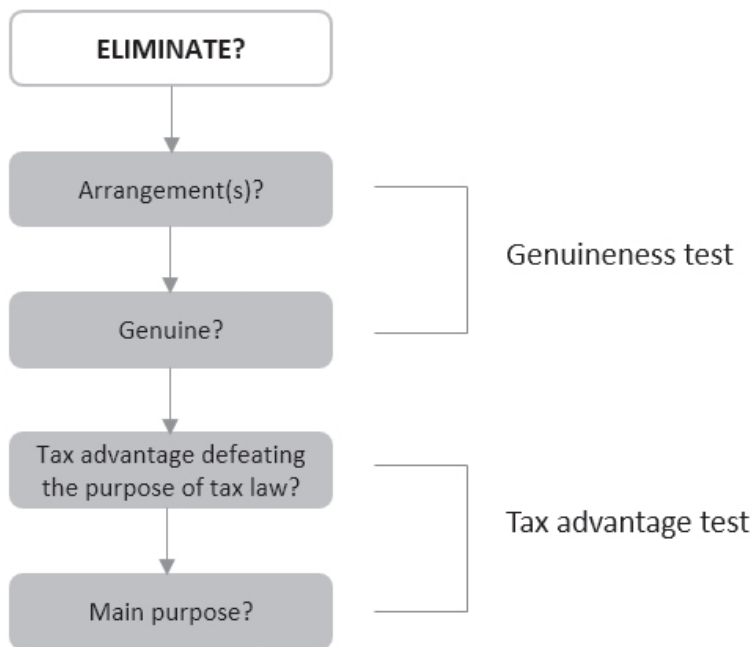 ELIMINATE?
Arrangement(s)?
Genuineness test
Genuine?
Tax advantage defeating
the purpose of tax law?
Tax advantage test
Main purpose?